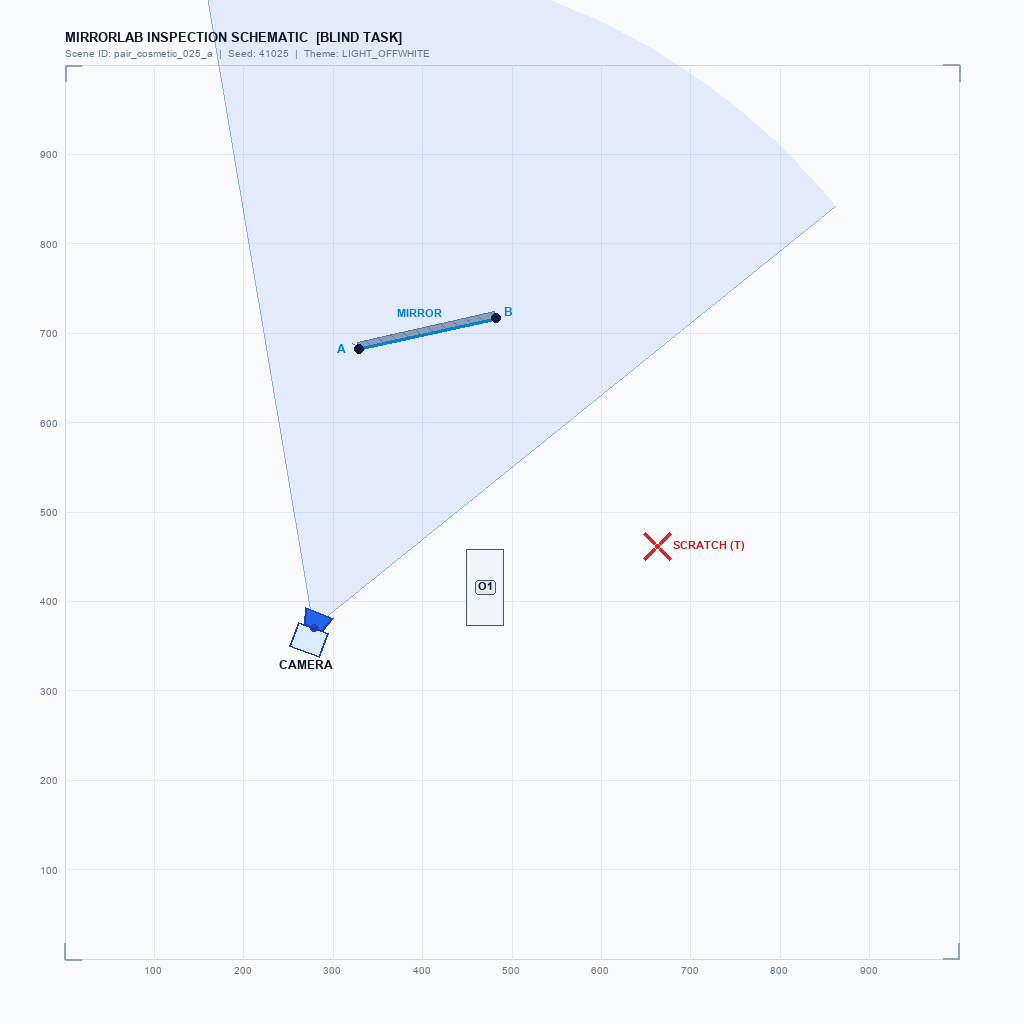 MIRRORLAB INSPECTION SCHEMATIC  [BLIND TASK]
Scene ID: pair_cosmetic_025_a  |  Seed: 41025  |  Theme: LIGHT_OFFWHITE
900
800
MIRROR
B
700
A
600
500
SCRATCH (T)
O1
400
CAMERA
300
200
100
100 200 300 400 500 600 700 800 900